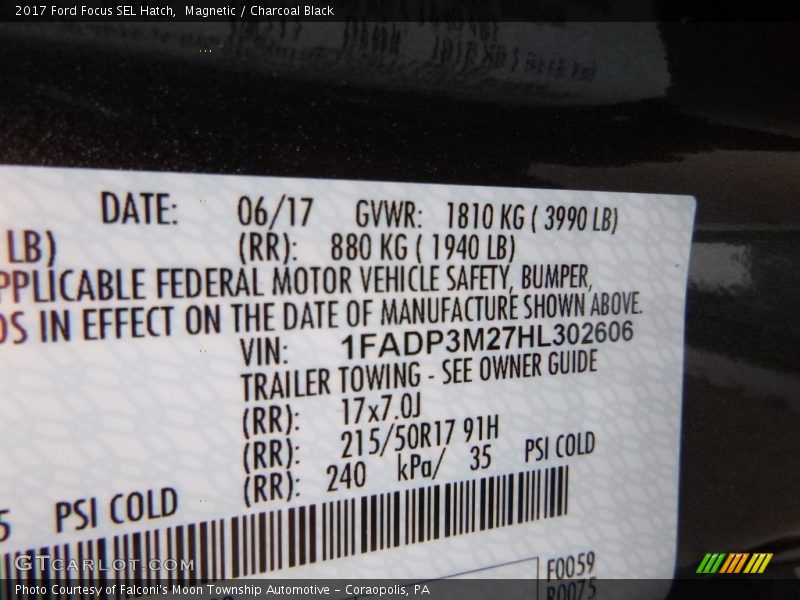 2017 Ford Focus SEL Hatch, Magnetic / Charcoal Black
DATE: 06/17 GVWR: 1810 KG ( 3990 LB)
LB) (RR): 880 KG ( 1940 LB)
PPLICABLE FEDERAL MOTOR VEHICLE SAFETY, BUMPER,
DS IN EFFECT ON THE DATE OF MANUFACTURE SHOWN ABOVE.
VIN: 1FADP3M27HL302606
TRAILER TOWING - SEE OWNER GUIDE
(RR): 17x7.0J
(RR): 215/50R17 91H
5 PSI COLD (RR): 240 kPa/ 35 PSI COLD
F0059
R0075
GTcarlot.com
Photo Courtesy of Falconi's Moon Township Automotive – Coraopolis, PA